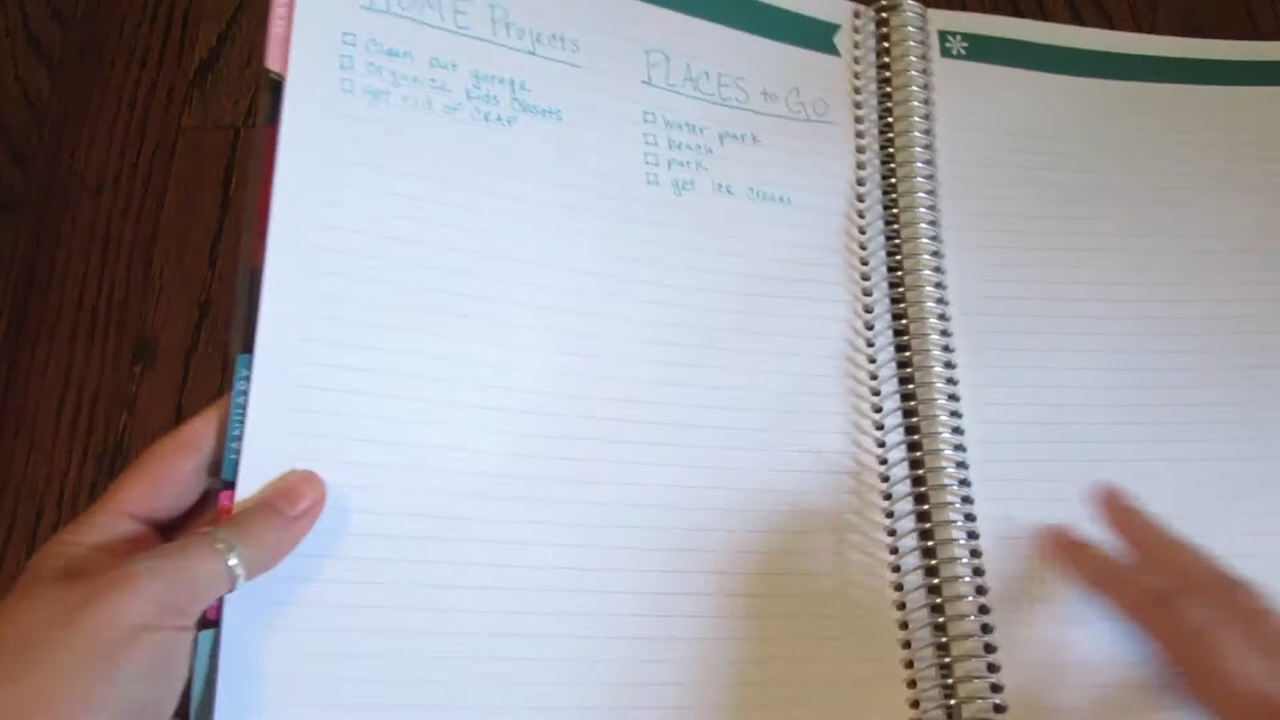 HOME Projects
clean out garage
organize kids closets
get rid of CRAP
PLACES to GO
water park
beach
park
get ice cream
JANUARY